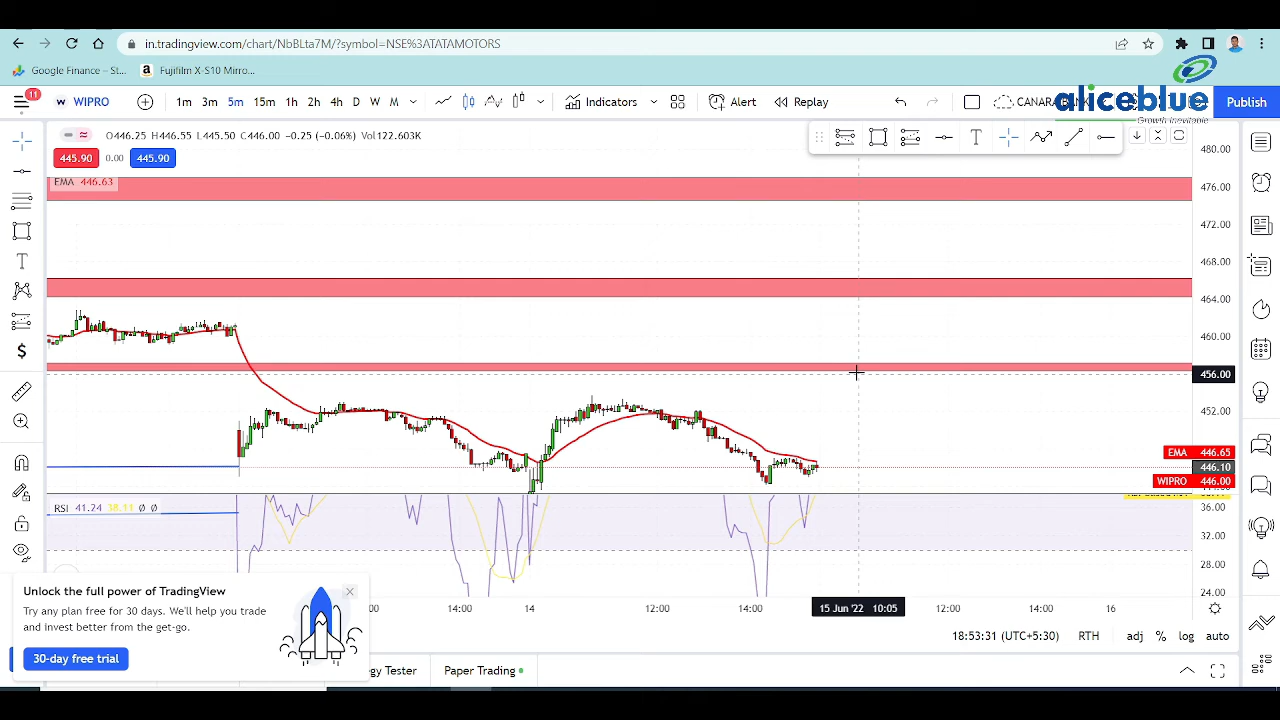 in.tradingview.com/chart/NbBLta7M/?symbol=NSE%3ATATAMOTORS
Google Finance – St...
Fujifilm X-S10 Mirro...
11
WIPRO
1m 3m 5m 15m 1h 2h 4h D W M
Indicators
Alert
Replay
CANARA BANK
aliceblue
Growth Inevitable
Publish
O446.25 H446.55 L445.50 C446.00 −0.25 (−0.06%) Vol122.603K
445.90 0.00 445.90
EMA 446.63
480.00
476.00
472.00
468.00
464.00
460.00
456.00
452.00
EMA 446.65
446.10
WIPRO 446.00
RSI 41.24 38.11 Ø Ø
36.00
32.00
28.00
24.00
14:00 14 12:00 14:00 15 Jun '22 10:05 12:00 14:00 16
Unlock the full power of TradingView
Try any plan free for 30 days. We'll help you trade
and invest better from the get-go.
30-day free trial
18:53:31 (UTC+5:30) RTH adj % log auto
Tester
Paper Trading